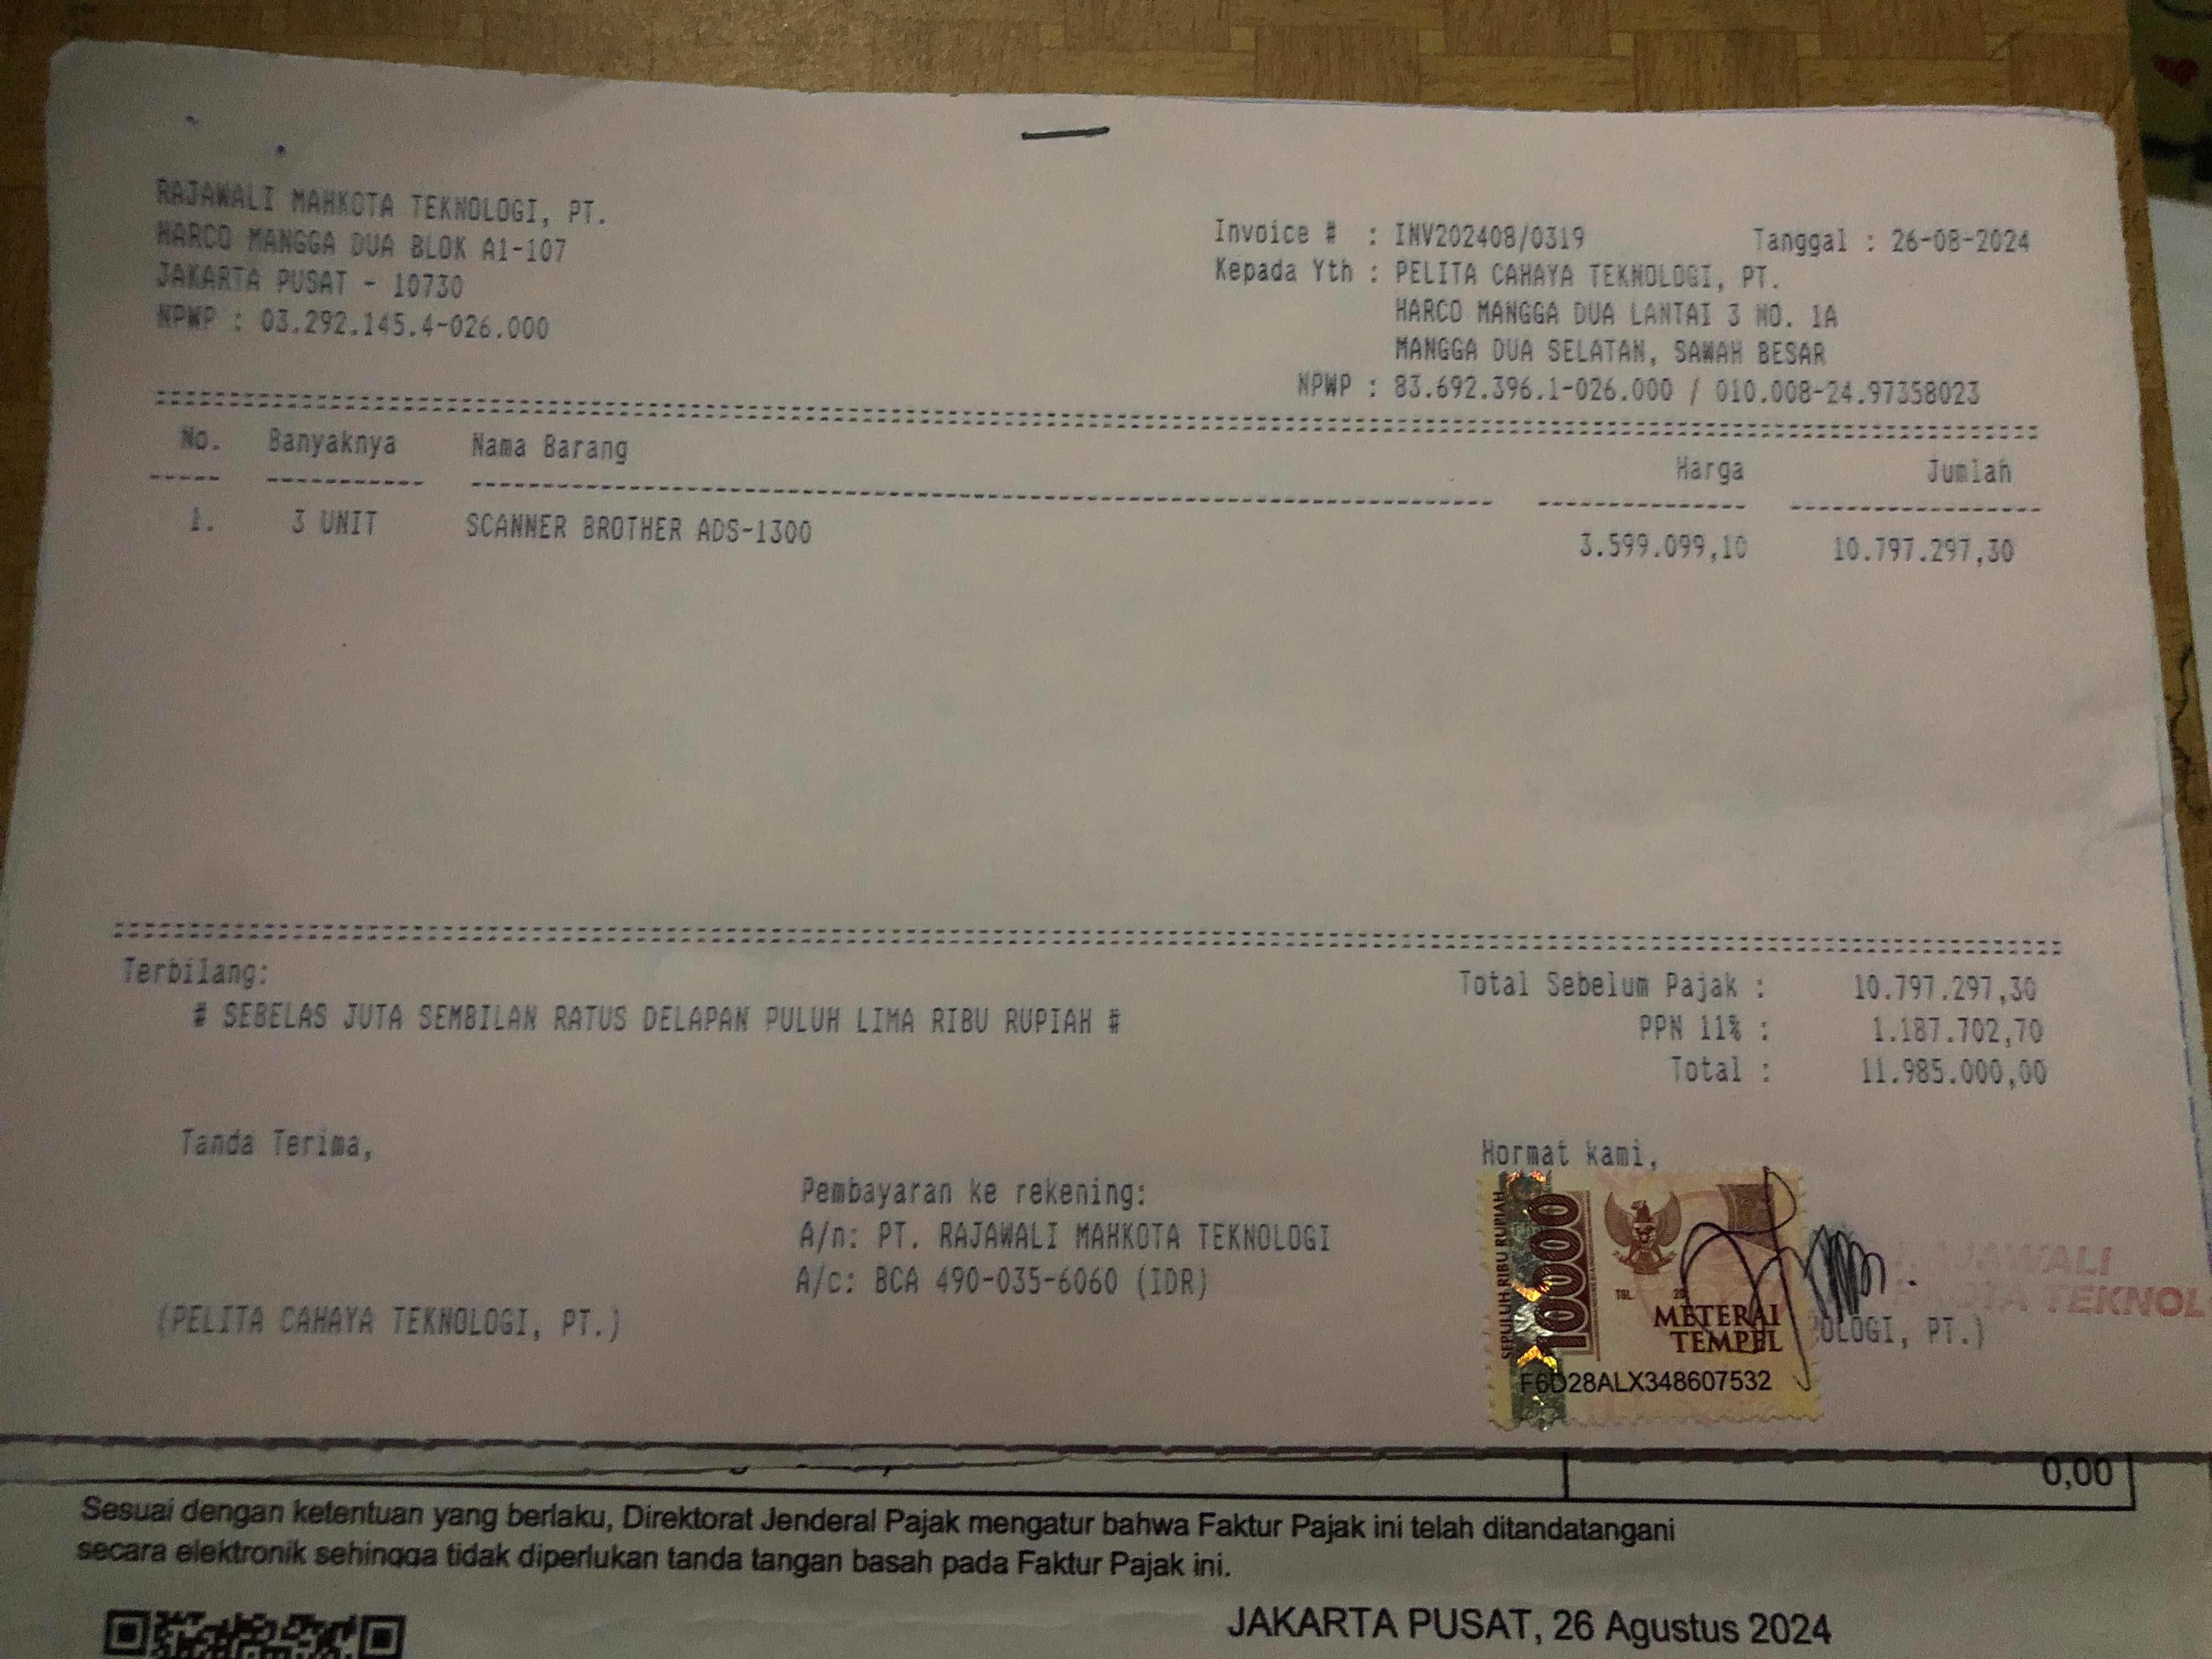 RAJAWALI MAHKOTA TEKNOLOGI, PT.
HARCO MANGGA DUA BLOK A1-107
JAKARTA PUSAT - 10730
NPWP : 03.292.145.4-026.000
Invoice # : INV202408/0319 Tanggal : 26-08-2024
Kepada Yth : PELITA CAHAYA TEKNOLOGI, PT.
HARCO MANGGA DUA LANTAI 3 NO. 1A
MANGGA DUA SELATAN, SAWAH BESAR
NPWP : 83.692.396.1-026.000 / 010.008-24.97358023
No. Banyaknya Nama Barang Harga Jumlah
1. 3 UNIT SCANNER BROTHER ADS-1300 3.599.099,10 10.797.297,30
Terbilang:
# SEBELAS JUTA SEMBILAN RATUS DELAPAN PULUH LIMA RIBU RUPIAH #
Total Sebelum Pajak : 10.797.297,30
PPN 11% : 1.187.702,70
Total : 11.985.000,00
Tanda Terima,
(PELITA CAHAYA TEKNOLOGI, PT.)
Pembayaran ke rekening:
A/n: PT. RAJAWALI MAHKOTA TEKNOLOGI
A/c: BCA 490-035-6060 (IDR)
Hormat kami,
SEPULUH RIBU RUPIAH
10000
TGL. 20
METERAI
TEMPEL
F6D28ALX348607532
TEKNOL
OLOGI, PT.)
0,00
Sesuai dengan ketentuan yang berlaku, Direktorat Jenderal Pajak mengatur bahwa Faktur Pajak ini telah ditandatangani
secara elektronik sehingga tidak diperlukan tanda tangan basah pada Faktur Pajak ini.
JAKARTA PUSAT, 26 Agustus 2024